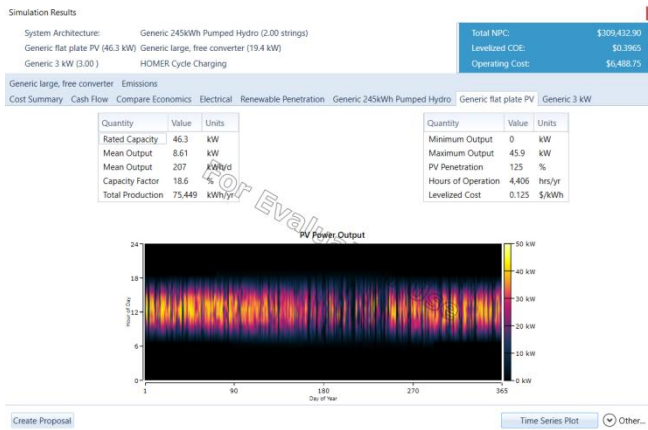 Simulation Results
System Architecture: Generic 245kWh Pumped Hydro (2.00 strings)
Generic flat plate PV (46.3 kW) Generic large, free converter (19.4 kW)
Generic 3 kW (3.00 ) HOMER Cycle Charging
Total NPC: $309,432.90
Levelized COE: $0.3965
Operating Cost: $6,488.75
Generic large, free converter Emissions
Cost Summary Cash Flow Compare Economics Electrical Renewable Penetration Generic 245kWh Pumped Hydro Generic flat plate PV Generic 3 kW
Quantity Value Units
Rated Capacity 46.3 kW
Mean Output 8.61 kW
Mean Output 207 kWh/d
Capacity Factor 18.6 %
Total Production 75,449 kWh/yr
Quantity Value Units
Minimum Output 0 kW
Maximum Output 45.9 kW
PV Penetration 125 %
Hours of Operation 4,406 hrs/yr
Levelized Cost 0.125 $/kWh
For Evalua
PV Power Output
24
18
12
6
0
Hour of Day
1 90 180 270 365
Day of Year
50 kW
40 kW
30 kW
20 kW
10 kW
0 kW
Create Proposal
Time Series Plot
Other...